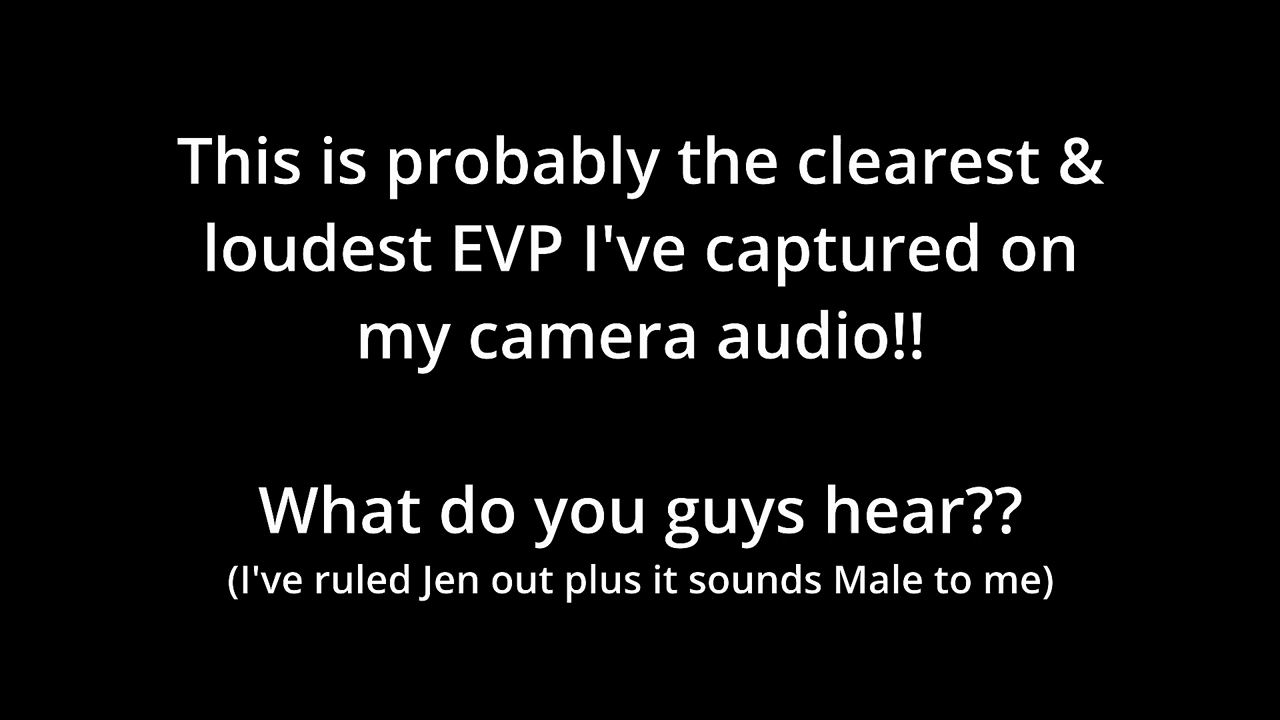 This is probably the clearest &
loudest EVP I've captured on
my camera audio!!
What do you guys hear??
(I've ruled Jen out plus it sounds Male to me)